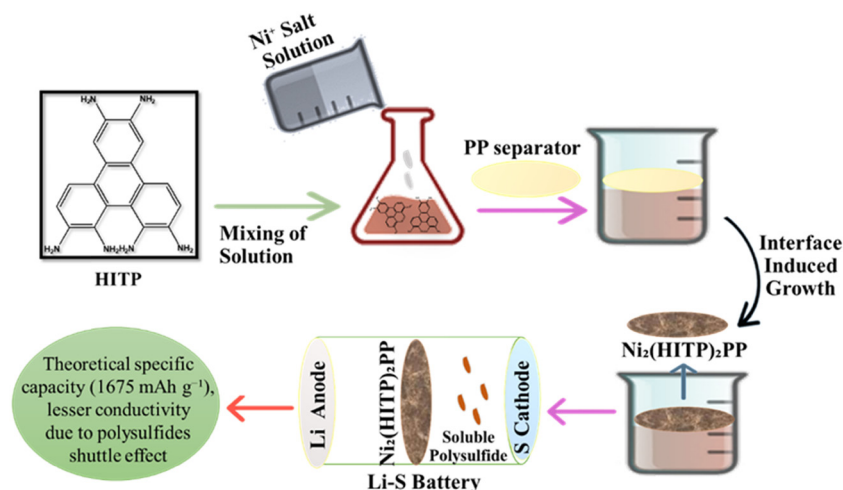 Ni⁺ Salt
Solution
H₂N
NH₂
H₂N
NH₂H₂N
NH₂
HITP
Mixing of
Solution
PP separator
Interface
Induced
Growth
Ni₂(HITP)₂PP
Theoretical specific
capacity (1675 mAh g⁻¹),
lesser conductivity
due to polysulfides
shuttle effect
Li Anode
Ni₂(HITP)₂PP
Soluble
Polysulfide
S Cathode
Li-S Battery